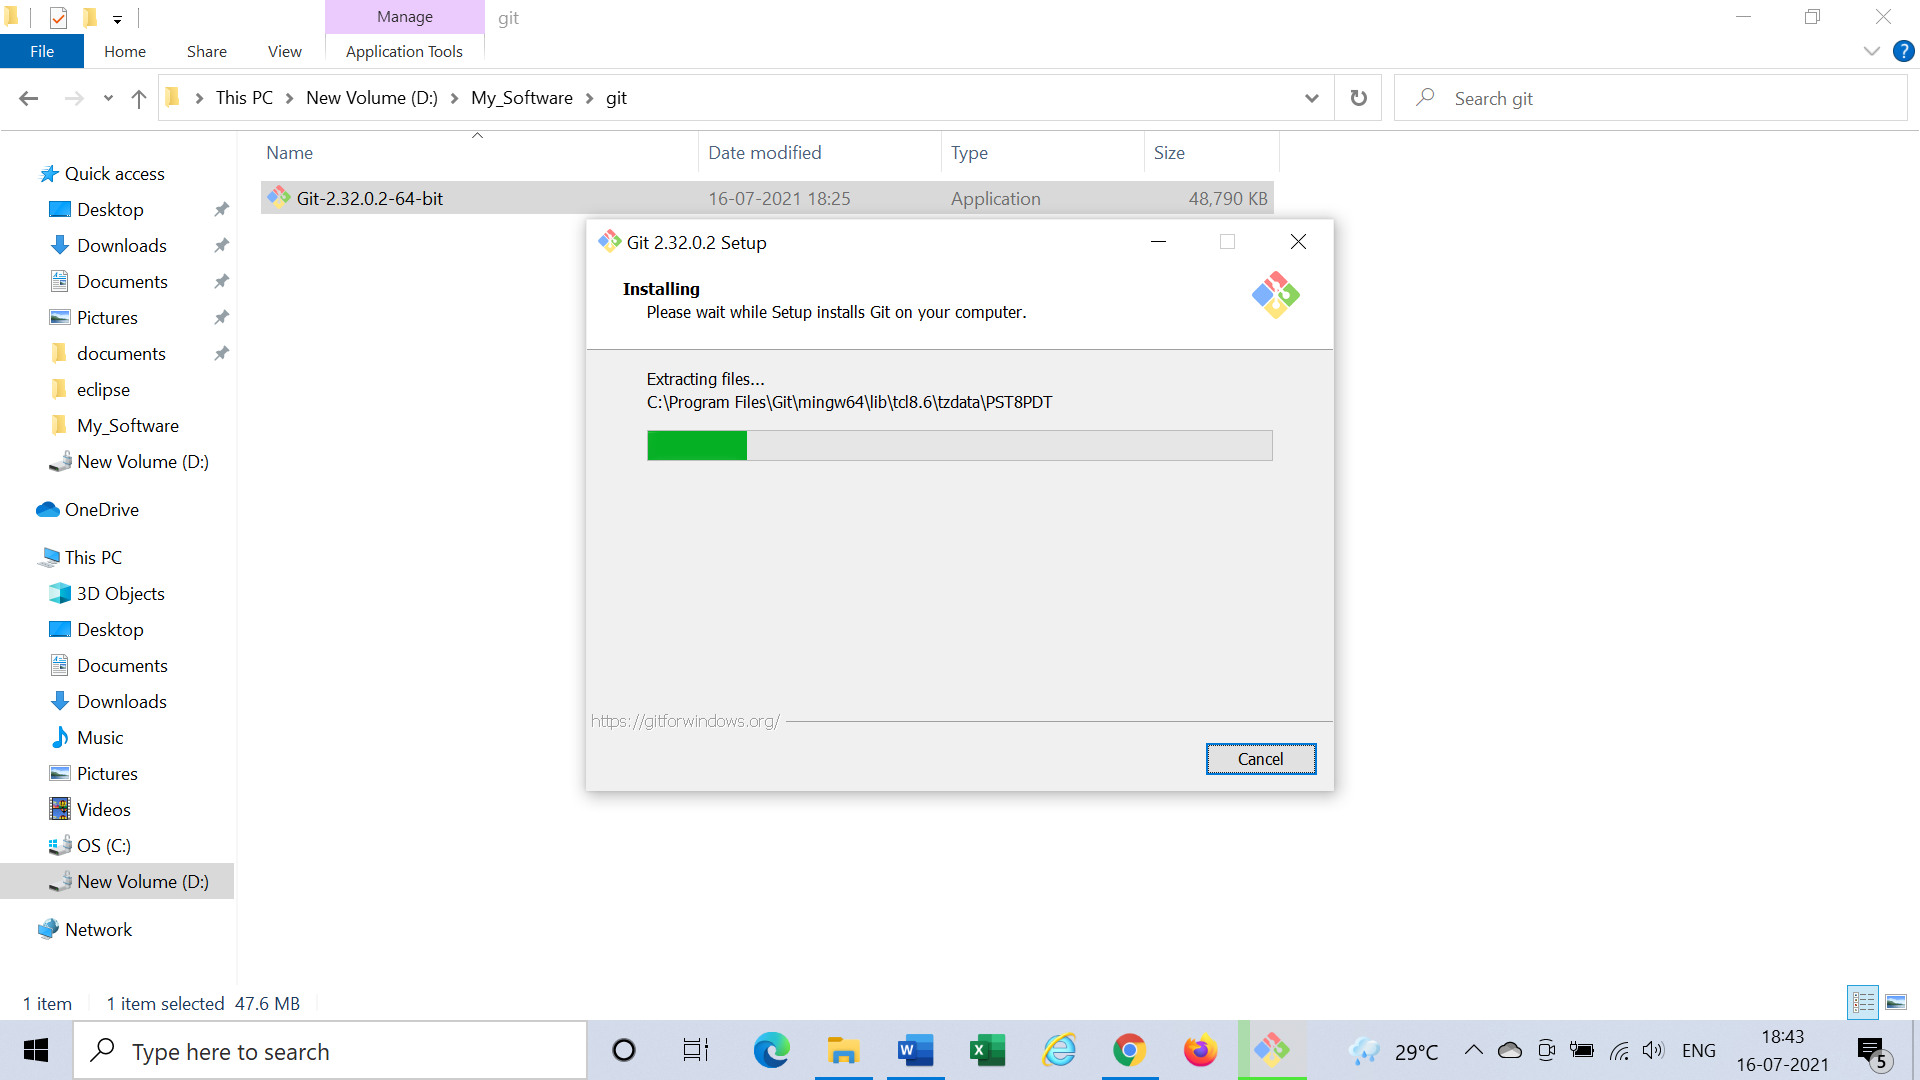 Manage
git
File
Home
Share
View
Application Tools
This PC
New Volume (D:)
My_Software
git
Search git
Name
Date modified
Type
Size
Git-2.32.0.2-64-bit
16-07-2021 18:25
Application
48,790 KB
Quick access
Desktop
Downloads
Documents
Pictures
documents
eclipse
My_Software
New Volume (D:)
OneDrive
This PC
3D Objects
Desktop
Documents
Downloads
Music
Pictures
Videos
OS (C:)
New Volume (D:)
Network
Git 2.32.0.2 Setup
Installing
Please wait while Setup installs Git on your computer.
Extracting files...
C:\Program Files\Git\mingw64\lib\tcl8.6\tzdata\PST8PDT
https://gitforwindows.org/
Cancel
1 item
1 item selected 47.6 MB
Type here to search
29°C
ENG
18:43
16-07-2021
5